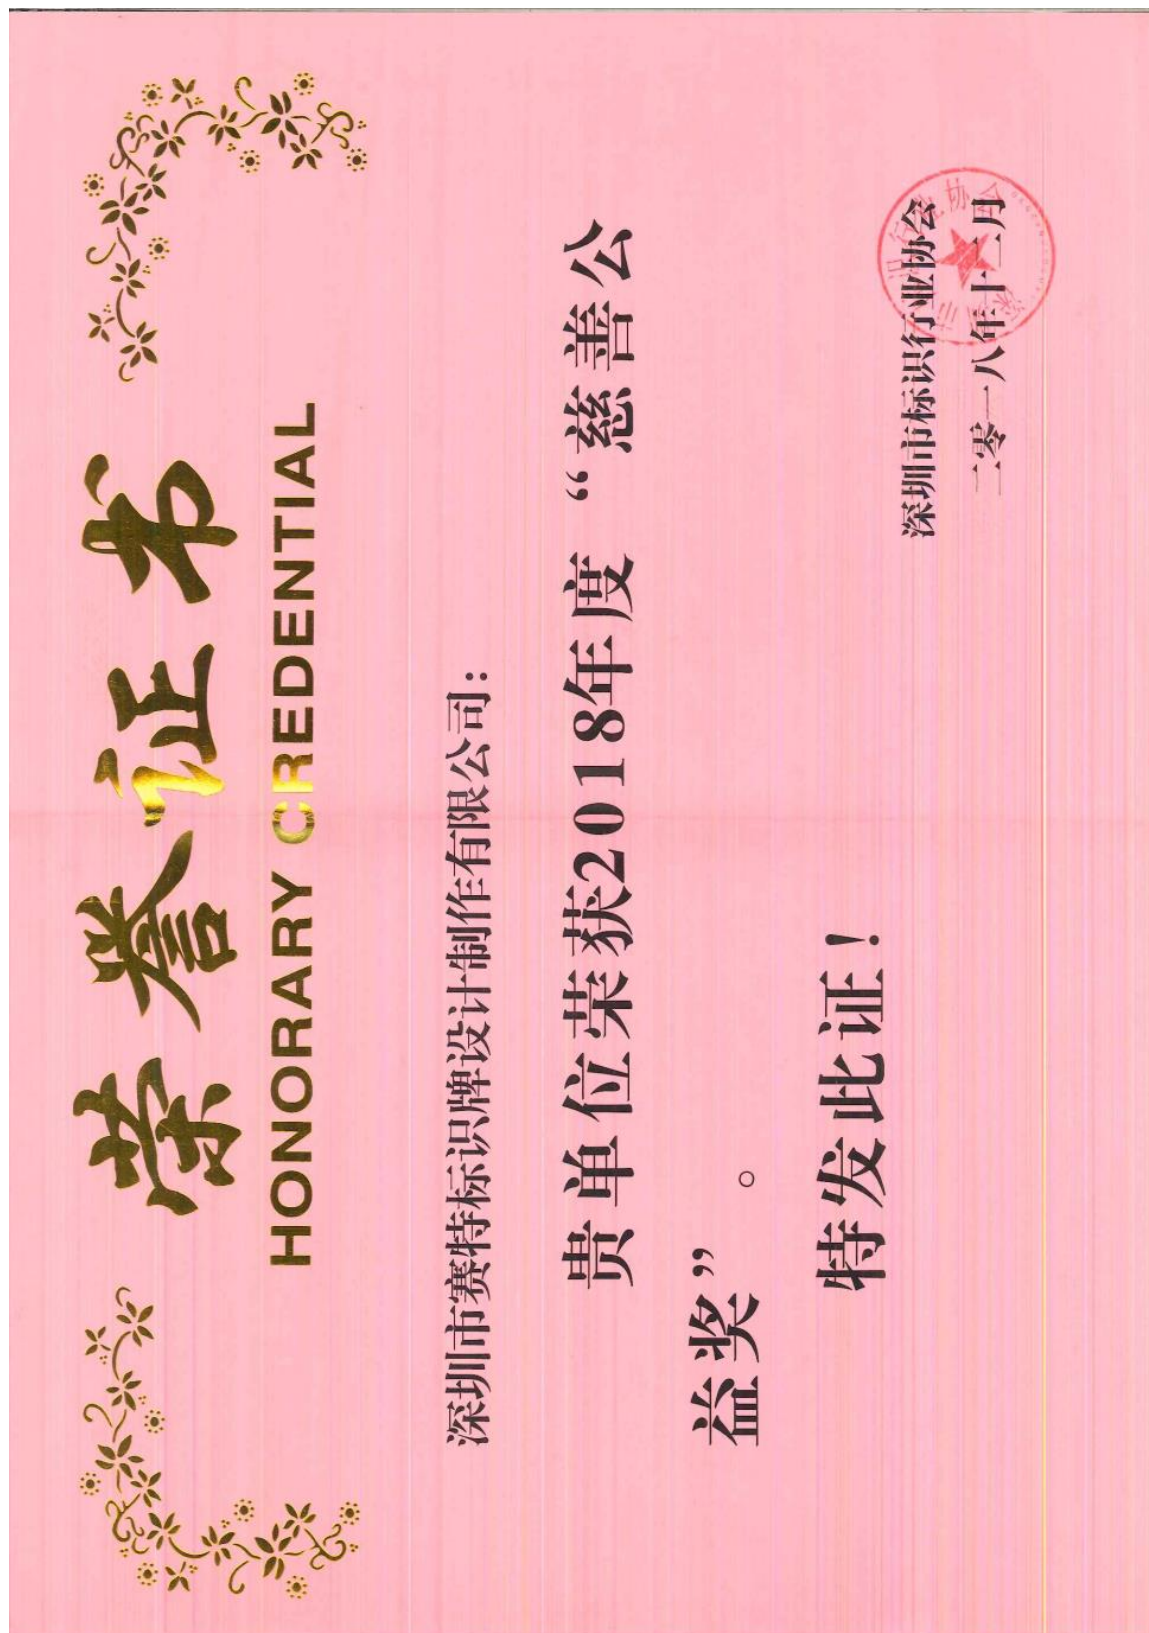 荣誉证书
HONORARY CREDENTIAL
深圳市赛特标识牌设计制作有限公司：
贵单位荣获2018年度“慈善公
益奖”。
特发此证！
深圳市标识行业协会
二零一八年十二月